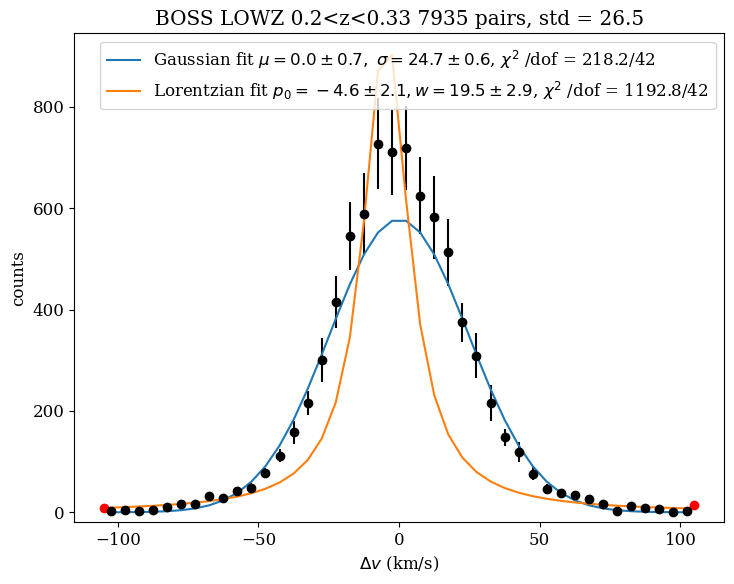 BOSS LOWZ 0.2<z<0.33 7935 pairs, std = 26.5
Gaussian fit μ = 0.0 ± 0.7, σ = 24.7 ± 0.6, χ² /dof = 218.2/42
Lorentzian fit p₀ = −4.6 ± 2.1, w = 19.5 ± 2.9, χ² /dof = 1192.8/42
800
600
400
200
0
counts
−100
−50
0
50
100
Δv (km/s)